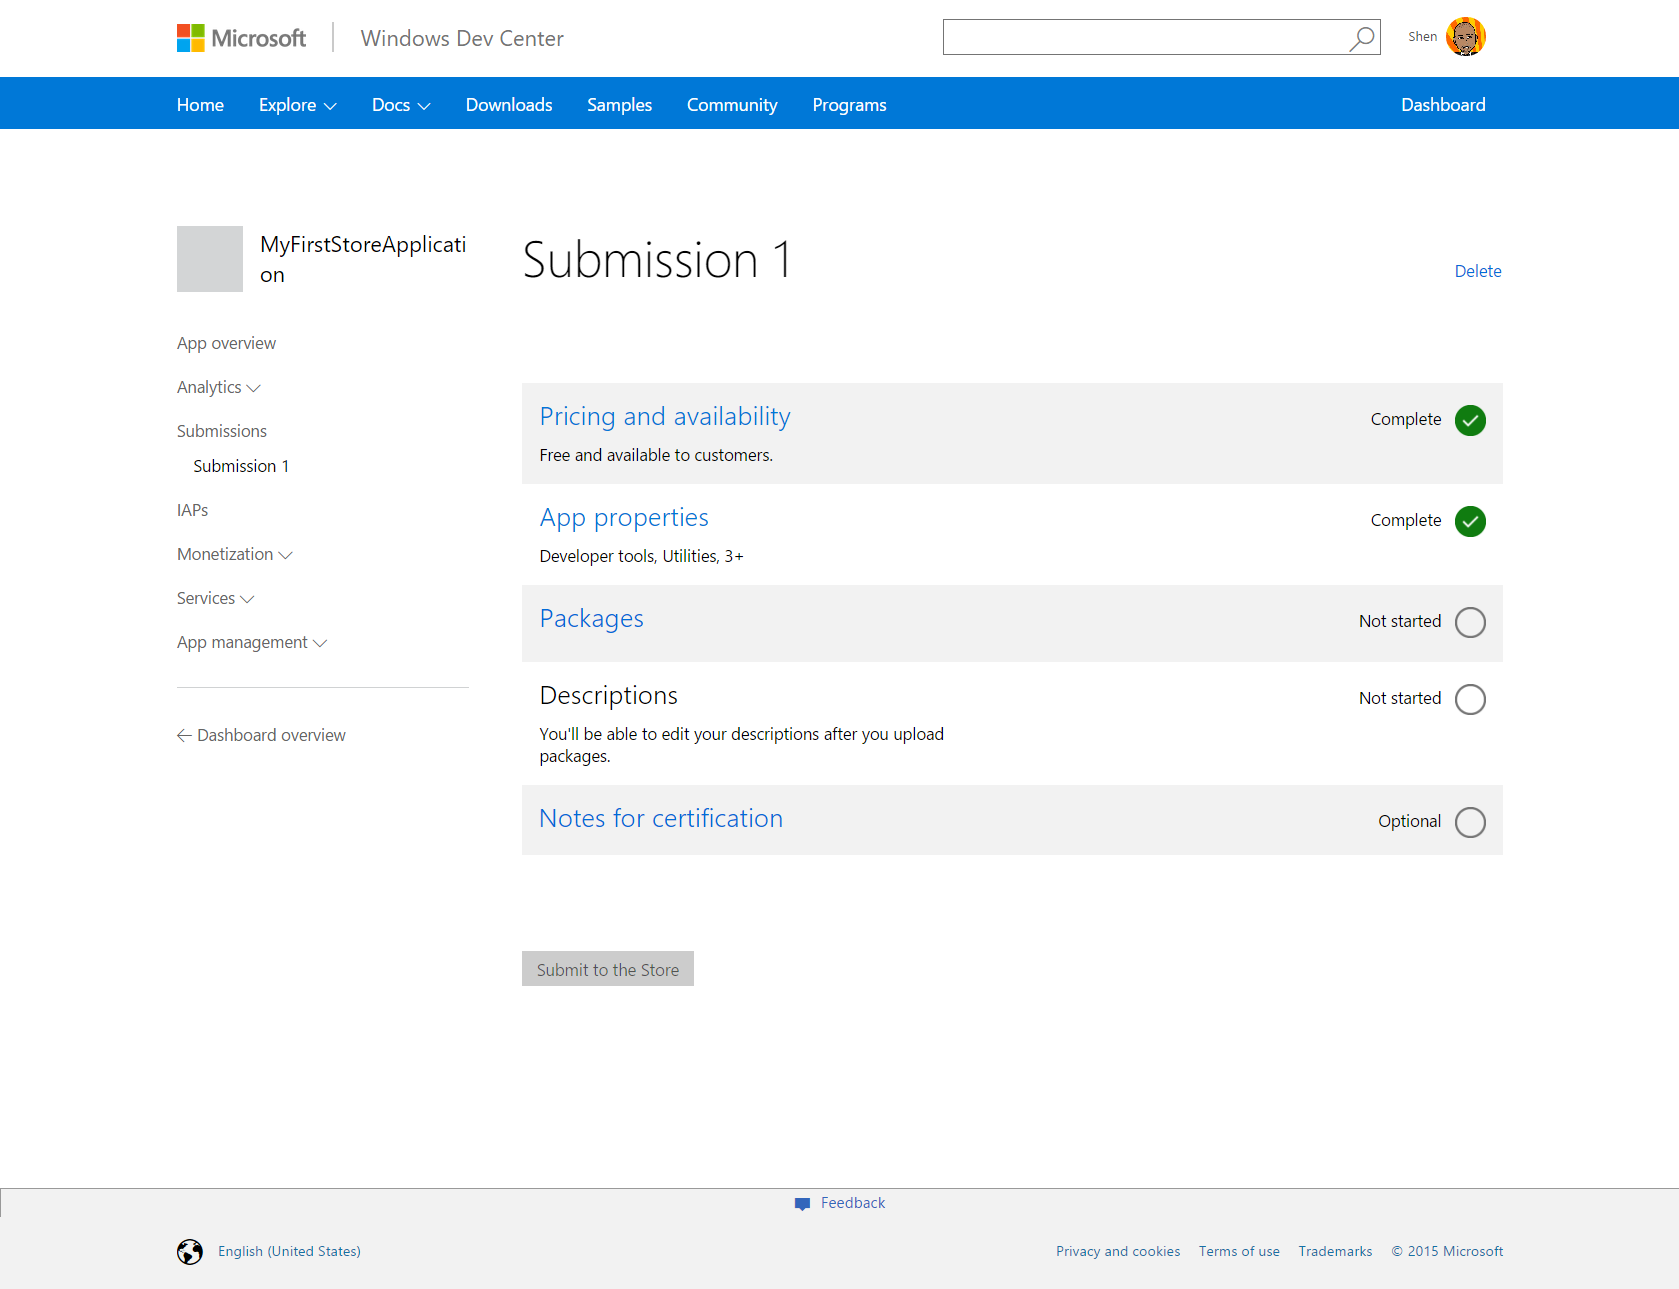 Microsoft
Windows Dev Center
Shen
Home
Explore
Docs
Downloads
Samples
Community
Programs
Dashboard
MyFirstStoreApplicati
on
App overview
Analytics
Submissions
Submission 1
IAPs
Monetization
Services
App management
Dashboard overview
Submission 1
Delete
Pricing and availability
Complete
Free and available to customers.
App properties
Complete
Developer tools, Utilities, 3+
Packages
Not started
Descriptions
Not started
You'll be able to edit your descriptions after you upload
packages.
Notes for certification
Optional
Submit to the Store
Feedback
English (United States)
Privacy and cookies
Terms of use
Trademarks
© 2015 Microsoft